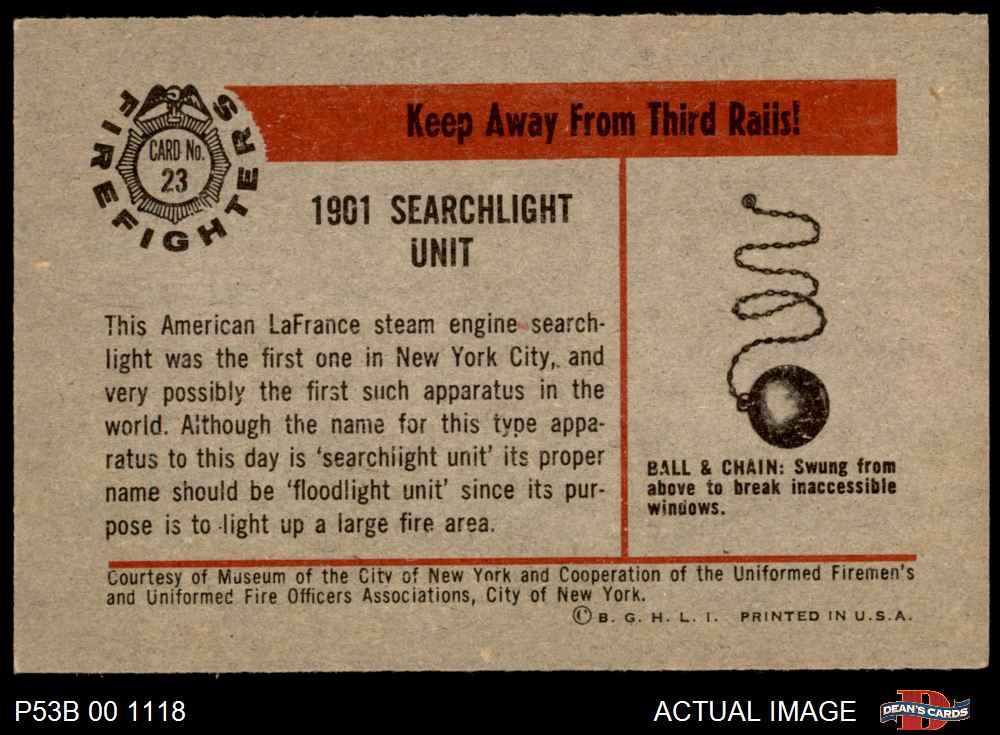 FIREFIGHTERS
CARD No.
23
Keep Away From Third Rails!
1901 SEARCHLIGHT
UNIT
This American LaFrance steam engine search-
light was the first one in New York City, and
very possibly the first such apparatus in the
world. Although the name for this type appa-
ratus to this day is 'searchlight unit' its proper
name should be 'floodlight unit' since its pur-
pose is to light up a large fire area.
BALL & CHAIN: Swung from
above to break inaccessible
windows.
Courtesy of Museum of the City of New York and Cooperation of the Uniformed Firemen's
and Uniformed Fire Officers Associations, City of New York.
© B. G. H. L. I. PRINTED IN U.S.A.
P53B 00 1118
ACTUAL IMAGE
D
DEAN'S CARDS